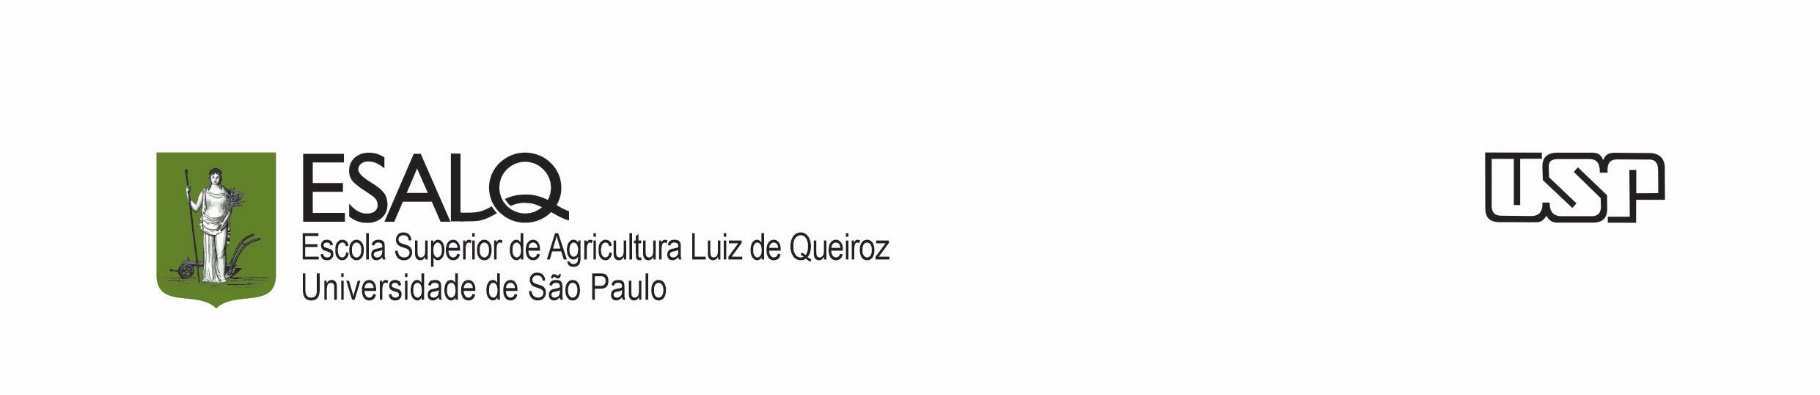 ESALQ
Escola Superior de Agricultura Luiz de Queiroz
Universidade de São Paulo
USP